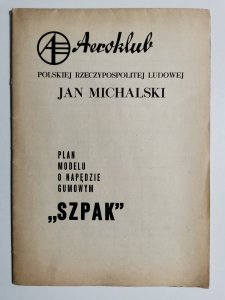 Aeroklub
POLSKIEJ RZECZYPOSPOLITEJ LUDOWEJ
JAN MICHALSKI
PLAN
MODELU
O NAPĘDZIE
GUMOWYM
„SZPAK”